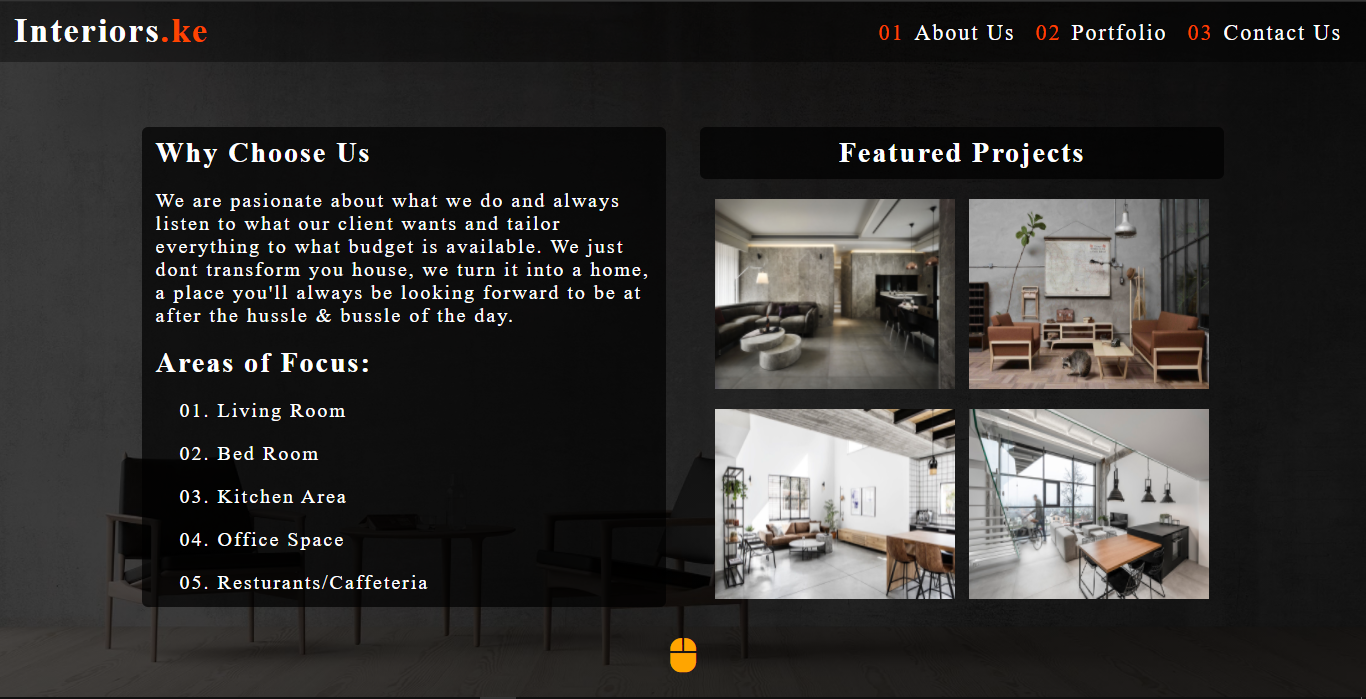 Interiors.ke
01 About Us 02 Portfolio 03 Contact Us
Why Choose Us
We are pasionate about what we do and always
listen to what our client wants and tailor
everything to what budget is available. We just
dont transform you house, we turn it into a home,
a place you'll always be looking forward to be at
after the hussle & bussle of the day.
Areas of Focus:
01. Living Room
02. Bed Room
03. Kitchen Area
04. Office Space
05. Resturants/Caffeteria
Featured Projects